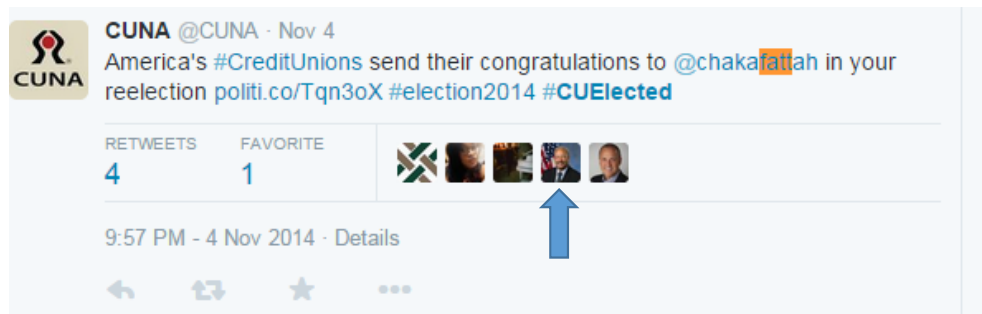 CUNA @CUNA · Nov 4
America's #CreditUnions send their congratulations to @chakafattah in your
reelection politi.co/Tqn3oX #election2014 #CUElected
CUNA
RETWEETS FAVORITE
4 1
9:57 PM - 4 Nov 2014 · Details